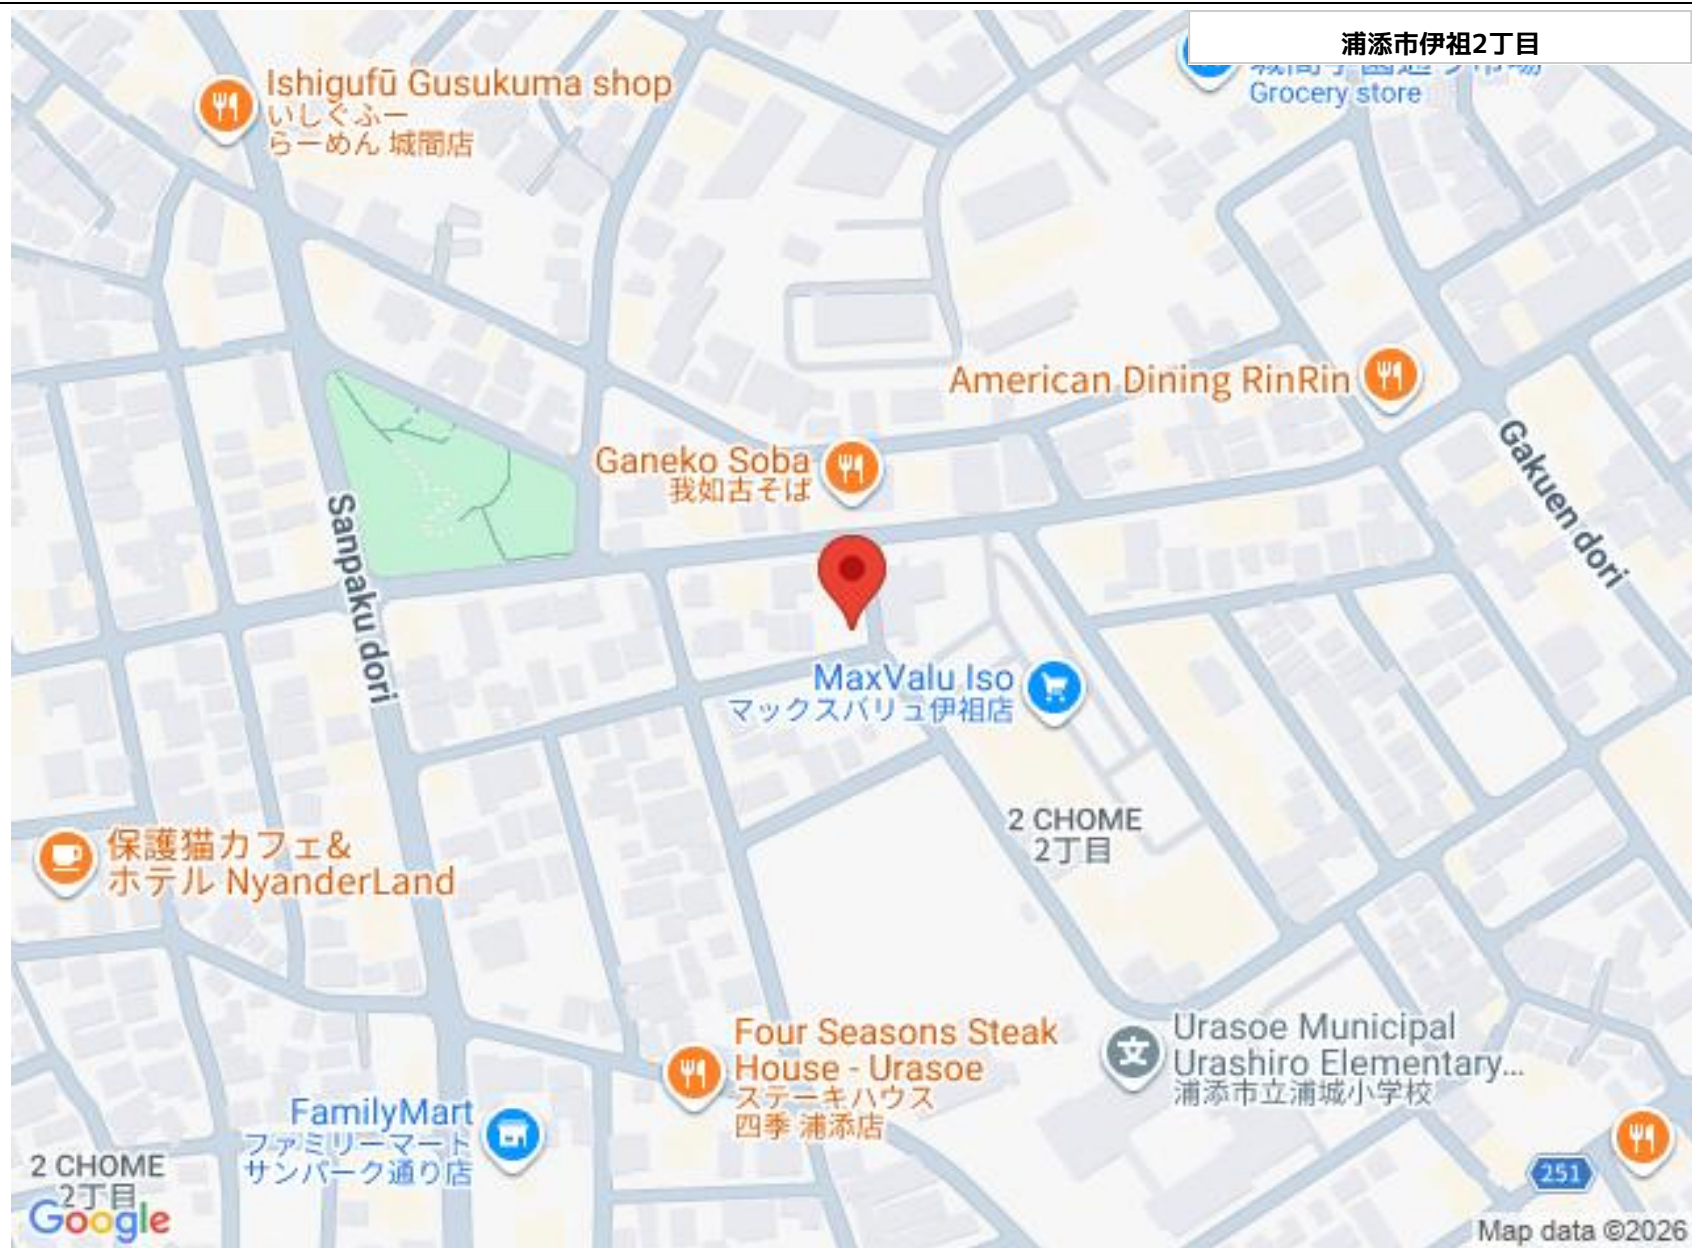 浦添市伊祖2丁目
Ishigufū Gusukuma shop
いしぐふー
らーめん 城間店
Grocery store
American Dining RinRin
Ganeko Soba
我如古そば
Gakuen dori
Sanpaku dori
MaxValu Iso
マックスバリュ伊祖店
2 CHOME
2丁目
保護猫カフェ&
ホテル NyanderLand
Four Seasons Steak
House - Urasoe
ステーキハウス
四季 浦添店
Urasoe Municipal
Urashiro Elementary...
浦添市立浦城小学校
FamilyMart
ファミリーマート
サンパーク通り店
2 CHOME
2丁目
251
Google
Map data ©2026